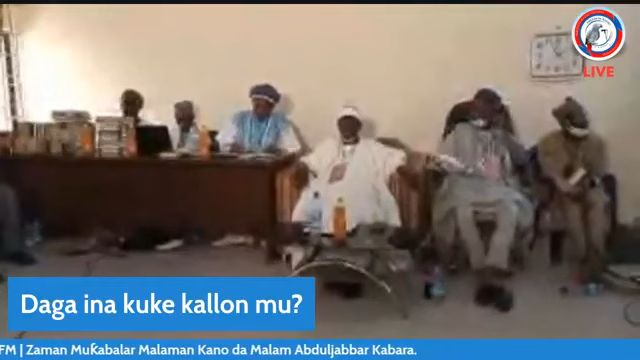 LIVE
Daga ina kuke kallon mu?
FM | Zaman Muƙabalar Malaman Kano da Malam Abduljabbar Kabara.